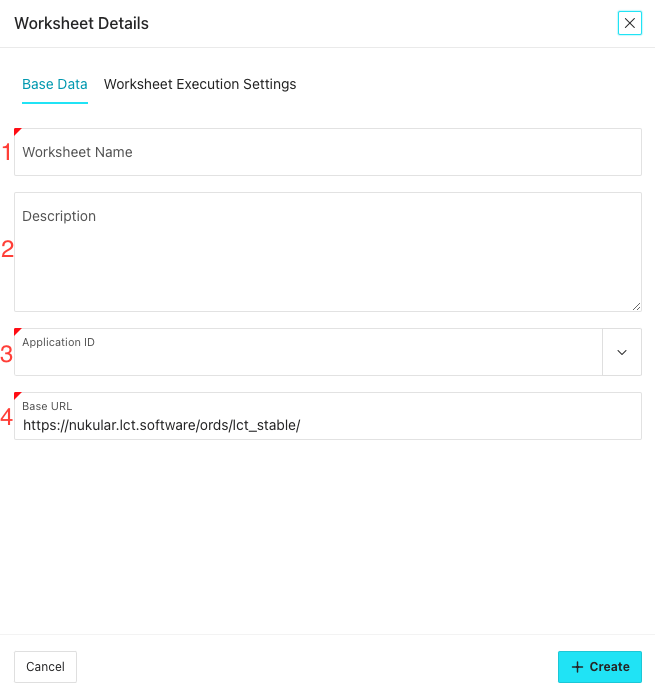 Worksheet Details
Base Data Worksheet Execution Settings
1 Worksheet Name
Description
2
Application ID
3
Base URL
4
https://nukular.lct.software/ords/lct_stable/
Cancel
+ Create